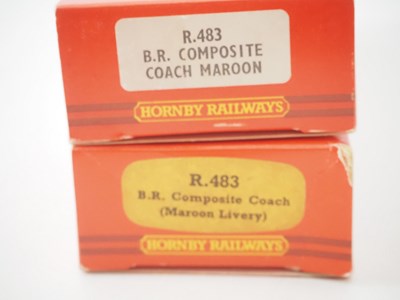 R.483
B.R. COMPOSITE
COACH MAROON
HORNBY RAILWAYS
R.483
B.R. Composite Coach
(Maroon Livery)
HORNBY RAILWAYS